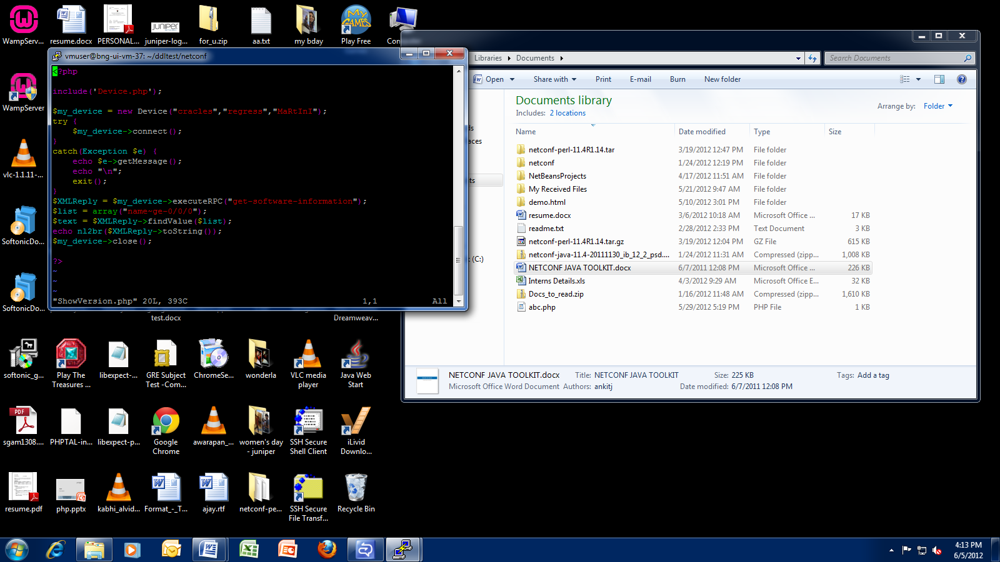 WampServ...
resume.docx
PERSONAL...
juniper-log...
for_u.zip
aa.txt
my bday
Play Free
WampServer
vlc-1.1.11-...
SoftonicDo...
SoftonicDo...
vmuser@bng-ui-vm-37: ~/ddltest/netconf
<?php
include('Device.php');
$my_device = new Device("cracles","regress","MaRtInI");
try {
$my_device->connect();
}
catch(Exception $e) {
echo $e->getMessage();
echo "\n";
exit();
}
$XMLReply = $my_device->executeRPC("get-software-information");
$list = array("name~ge-0/0/0");
$text = $XMLReply->findValue($list);
echo nl2br($XMLReply->toString());
$my_device->close();
?>
~
~
~
"ShowVersion.php" 20L, 393C 1,1 All
test.docx
Dreamweav...
Libraries Documents
Search Documents
Open Share with Print E-mail Burn New folder
Documents library
Includes: 2 locations
Arrange by: Folder
Name Date modified Type Size
netconf-perl-11.4R1.14.tar 3/19/2012 12:47 PM File folder
netconf 1/24/2012 12:19 PM File folder
NetBeansProjects 4/17/2012 11:51 AM File folder
My Received Files 5/21/2012 9:47 AM File folder
demo.html 5/10/2012 3:01 PM File folder
resume.docx 3/6/2012 10:18 AM Microsoft Office ... 17 KB
readme.txt 2/28/2012 2:33 PM Text Document 3 KB
netconf-perl-11.4R1.14.tar.gz 3/19/2012 12:04 PM GZ File 615 KB
netconf-java-11.4-20111130_ib_12_2_psd.... 1/24/2012 11:31 AM Compressed (zipp... 1,008 KB
NETCONF JAVA TOOLKIT.docx 6/7/2011 12:08 PM Microsoft Office ... 226 KB
Interns Details.xls 4/3/2012 9:29 AM Microsoft Office E... 32 KB
Docs_to_read.zip 1/16/2012 11:48 AM Compressed (zipp... 1,610 KB
abc.php 5/29/2012 5:19 PM PHP File 1 KB
(C:)
NETCONF JAVA TOOLKIT.docx Title: NETCONF JAVA TOOLKIT Size: 225 KB Tags: Add a tag
Microsoft Office Word Document Authors: ankitj Date modified: 6/7/2011 12:08 PM
softonic_g...
Play The
Treasures ...
libexpect-...
GRE Subject
Test -Com...
ChromeSe...
wonderla
VLC media
player
Java Web
Start
sgam1308....
PHPTAL-in...
libexpect-p...
Google
Chrome
awarapan_...
women's day
- juniper
SSH Secure
Shell Client
iLivid
Downlo...
resume.pdf
php.pptx
kabhi_alvid...
Format_-_T...
ajay.rtf
netconf-pe...
SSH Secure
File Transf...
Recycle Bin
4:13 PM
6/5/2012